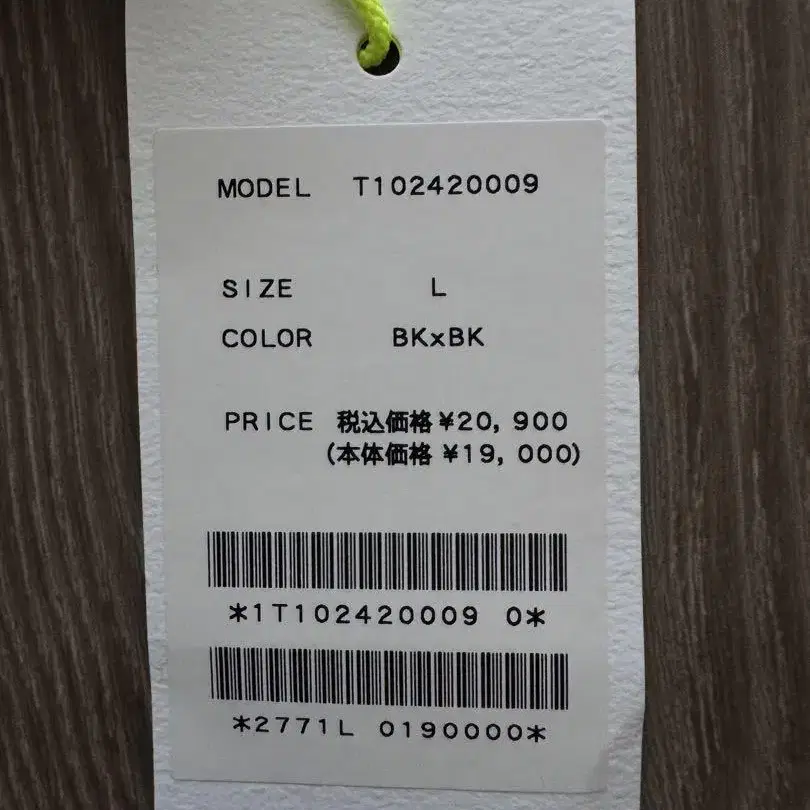 MODEL T102420009
SIZE L
COLOR BKxBK
PRICE 税込価格¥20,900
(本体価格 ¥19,000)
*1T102420009 0*
*2771L 0190000*